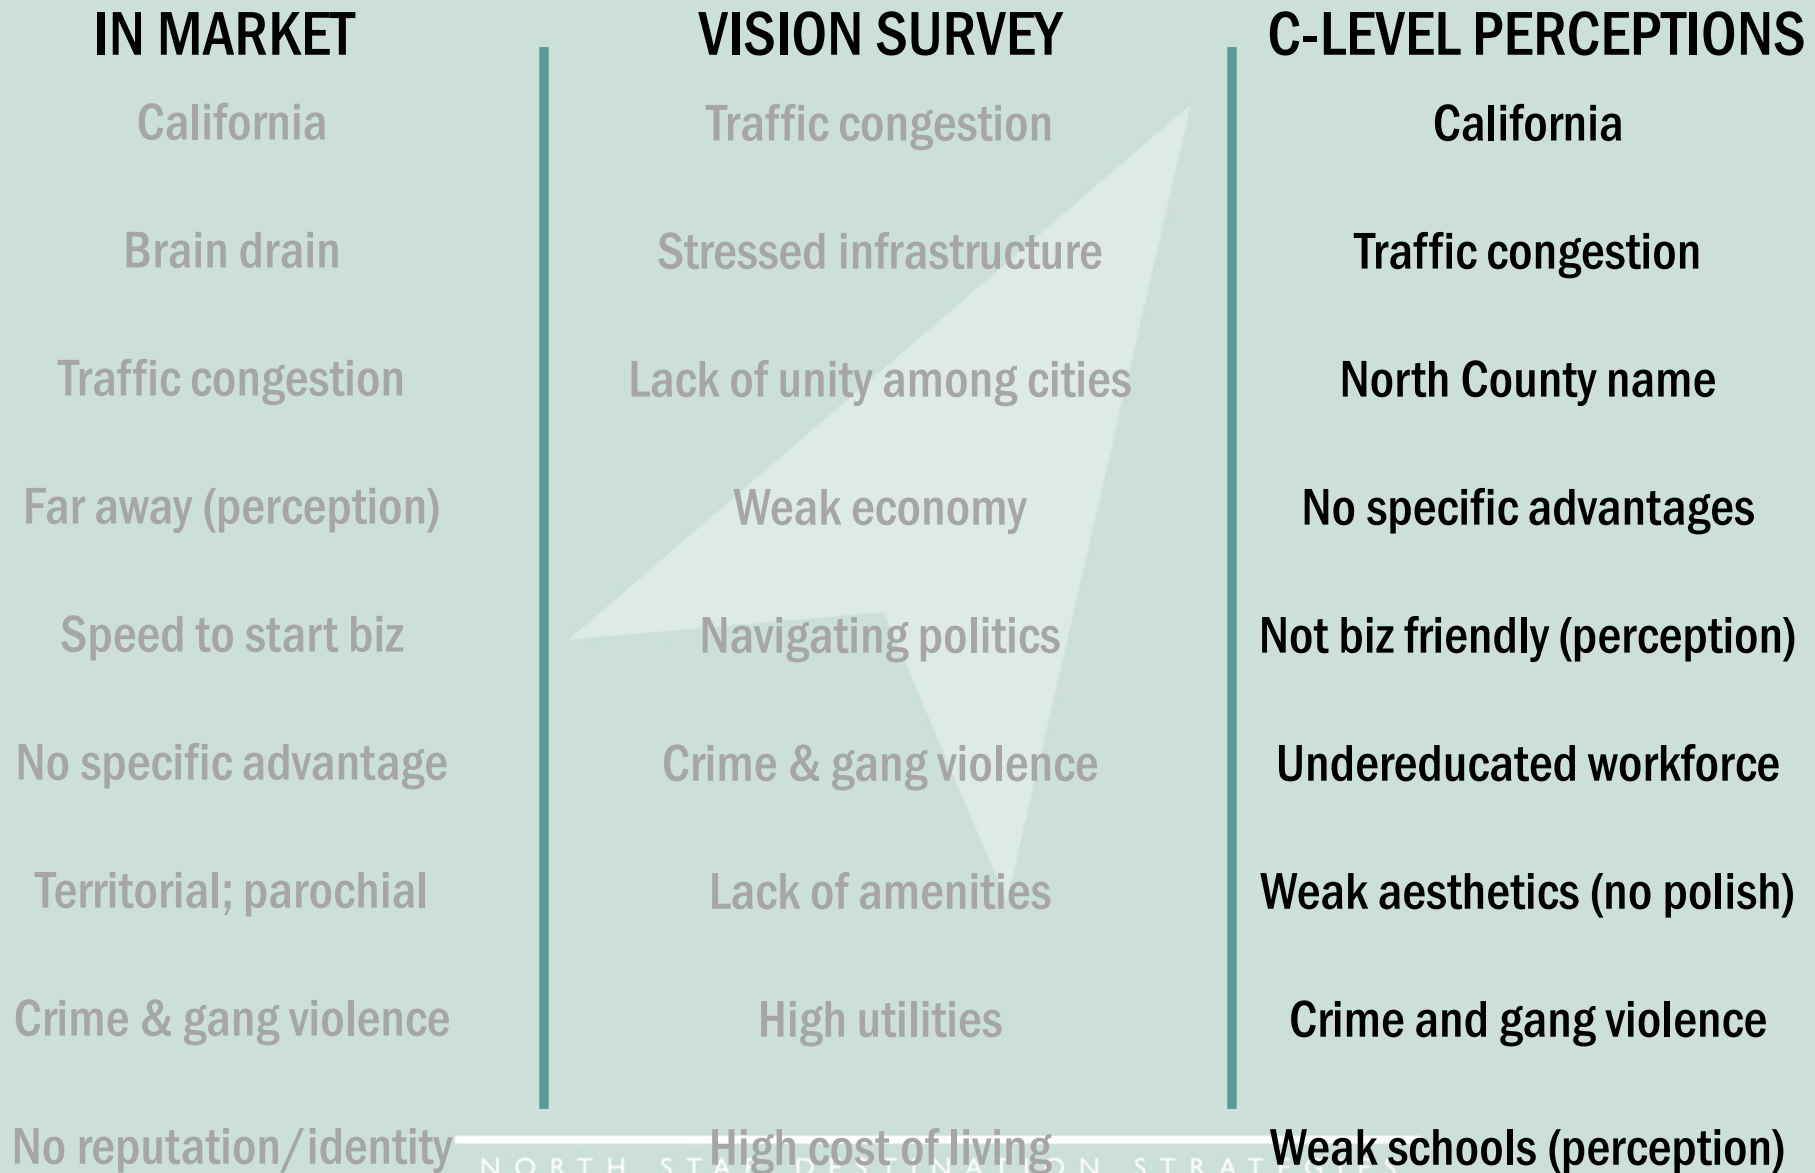 IN MARKET
California
Brain drain
Traffic congestion
Far away (perception)
Speed to start biz
No specific advantage
Territorial; parochial
Crime & gang violence
No reputation/identity
VISION SURVEY
Traffic congestion
Stressed infrastructure
Lack of unity among cities
Weak economy
Navigating politics
Crime & gang violence
Lack of amenities
High utilities
High cost of living
C-LEVEL PERCEPTIONS
California
Traffic congestion
North County name
No specific advantages
Not biz friendly (perception)
Undereducated workforce
Weak aesthetics (no polish)
Crime and gang violence
Weak schools (perception)
NORTH STAR DESTINATION STRATEGIES